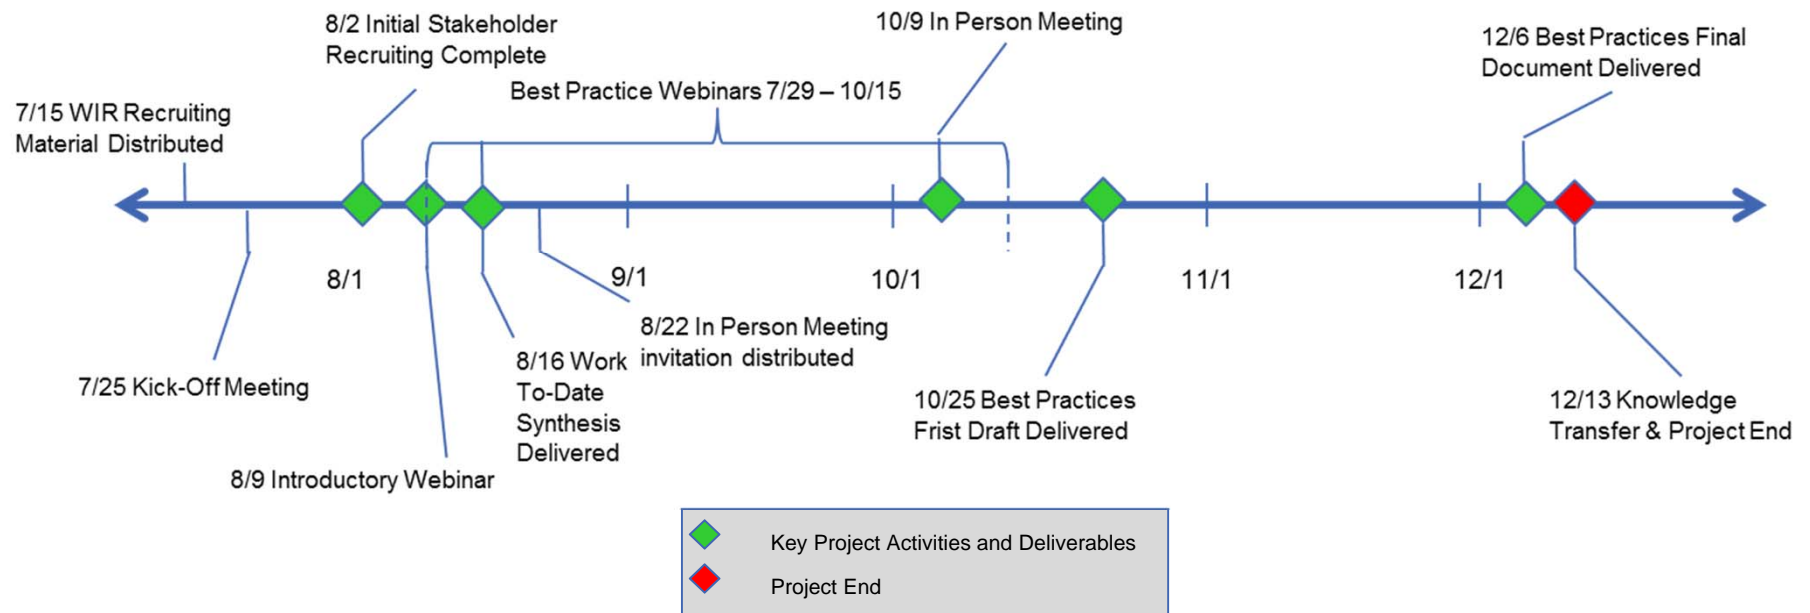 8/2 Initial Stakeholder
Recruiting Complete
10/9 In Person Meeting
12/6 Best Practices Final
Document Delivered
Best Practice Webinars 7/29 – 10/15
7/15 WIR Recruiting
Material Distributed
8/1
9/1
10/1
11/1
12/1
8/22 In Person Meeting
invitation distributed
8/16 Work
To-Date
Synthesis
Delivered
7/25 Kick-Off Meeting
10/25 Best Practices
Frist Draft Delivered
12/13 Knowledge
Transfer & Project End
8/9 Introductory Webinar
Key Project Activities and Deliverables
Project End